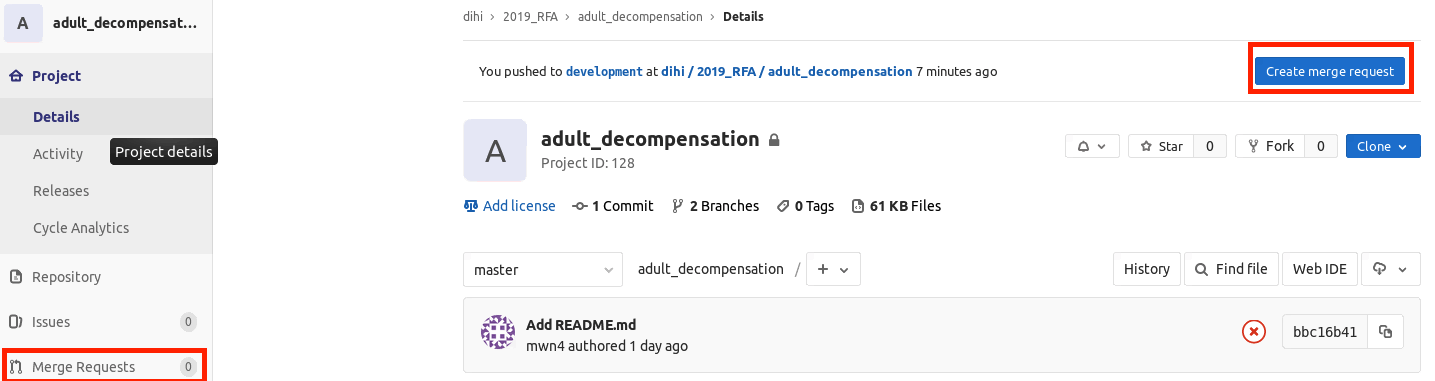 A adult_decompensat...
Project
Details
Activity
Project details
Releases
Cycle Analytics
Repository
Issues 0
Merge Requests 0
dihi › 2019_RFA › adult_decompensation › Details
You pushed to development at dihi / 2019_RFA / adult_decompensation 7 minutes ago
Create merge request
A
adult_decompensation
Project ID: 128
Star 0 Fork 0 Clone
Add license 1 Commit 2 Branches 0 Tags 61 KB Files
master adult_decompensation / + History Find file Web IDE
Add README.md
mwn4 authored 1 day ago
bbc16b41